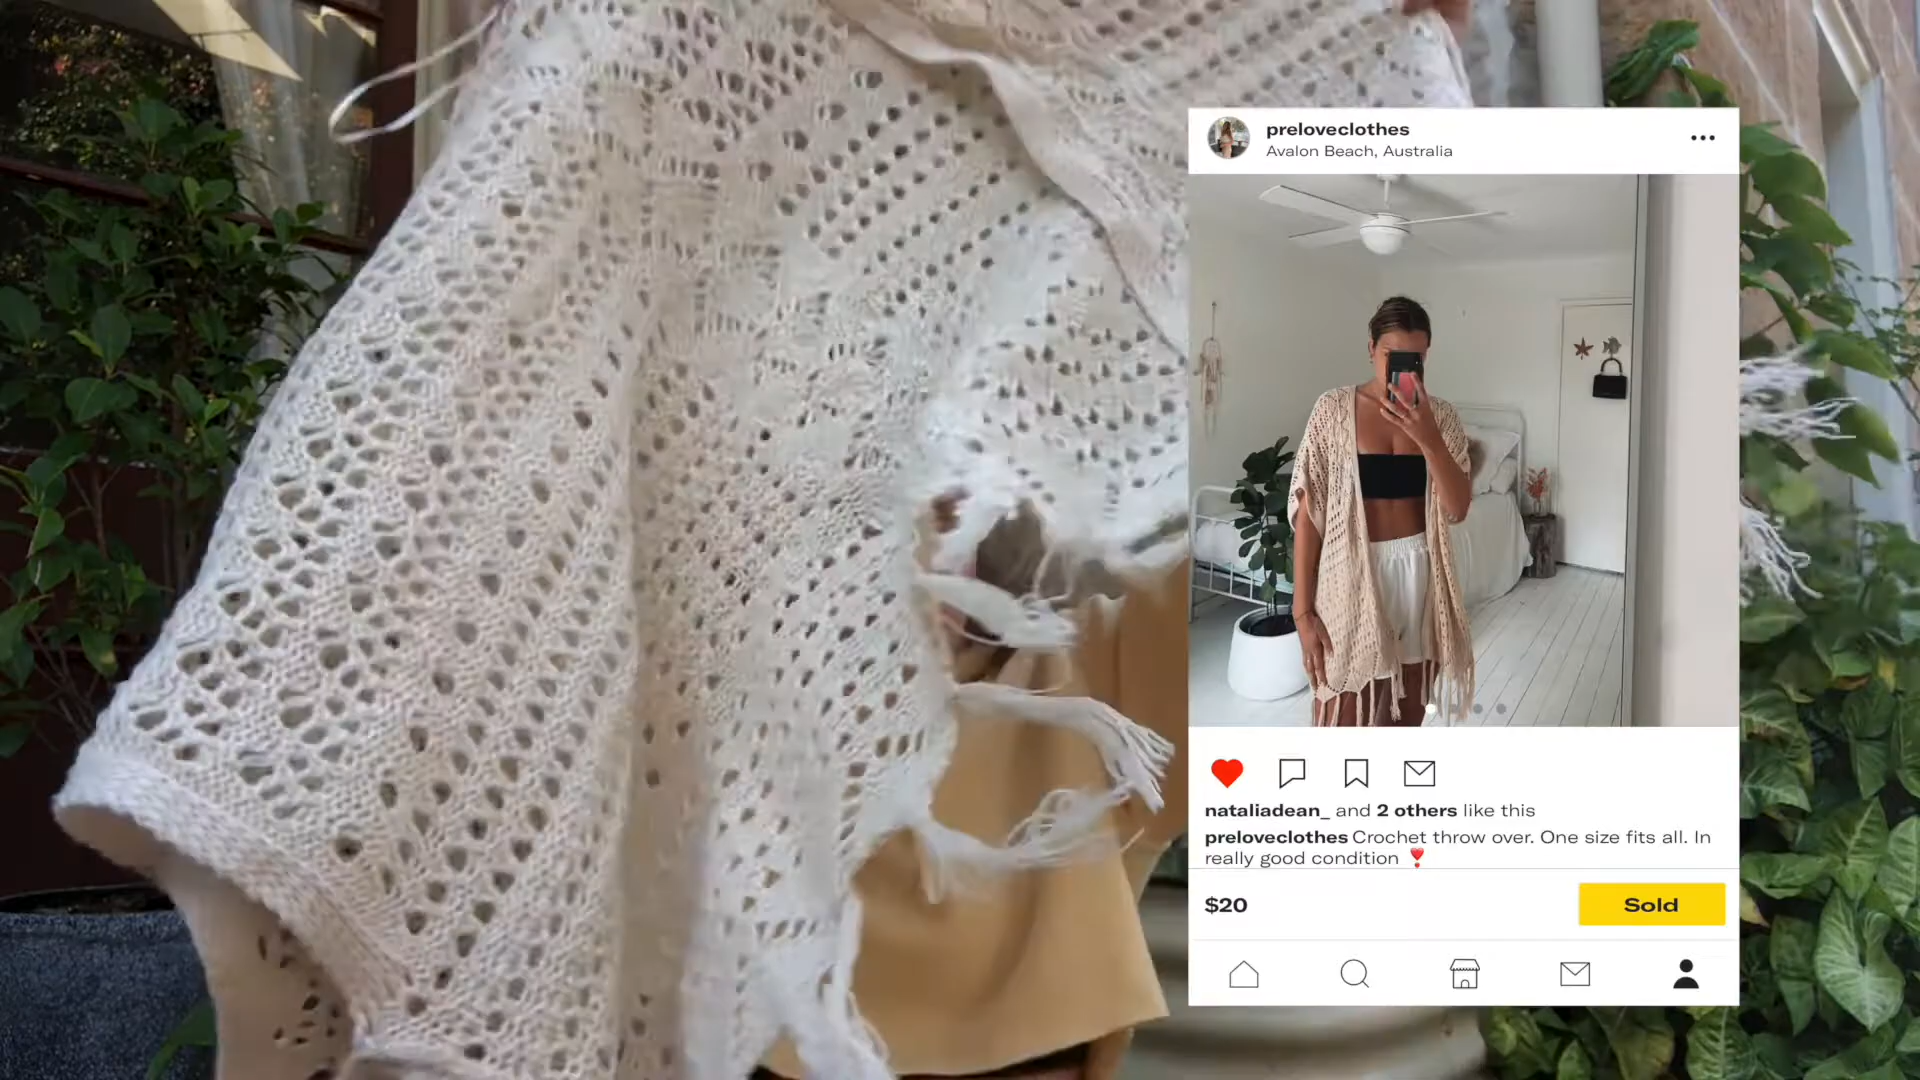 preloveclothes
Avalon Beach, Australia
nataliadean_ and 2 others like this
preloveclothes Crochet throw over. One size fits all. In
really good condition ❣️
$20
Sold